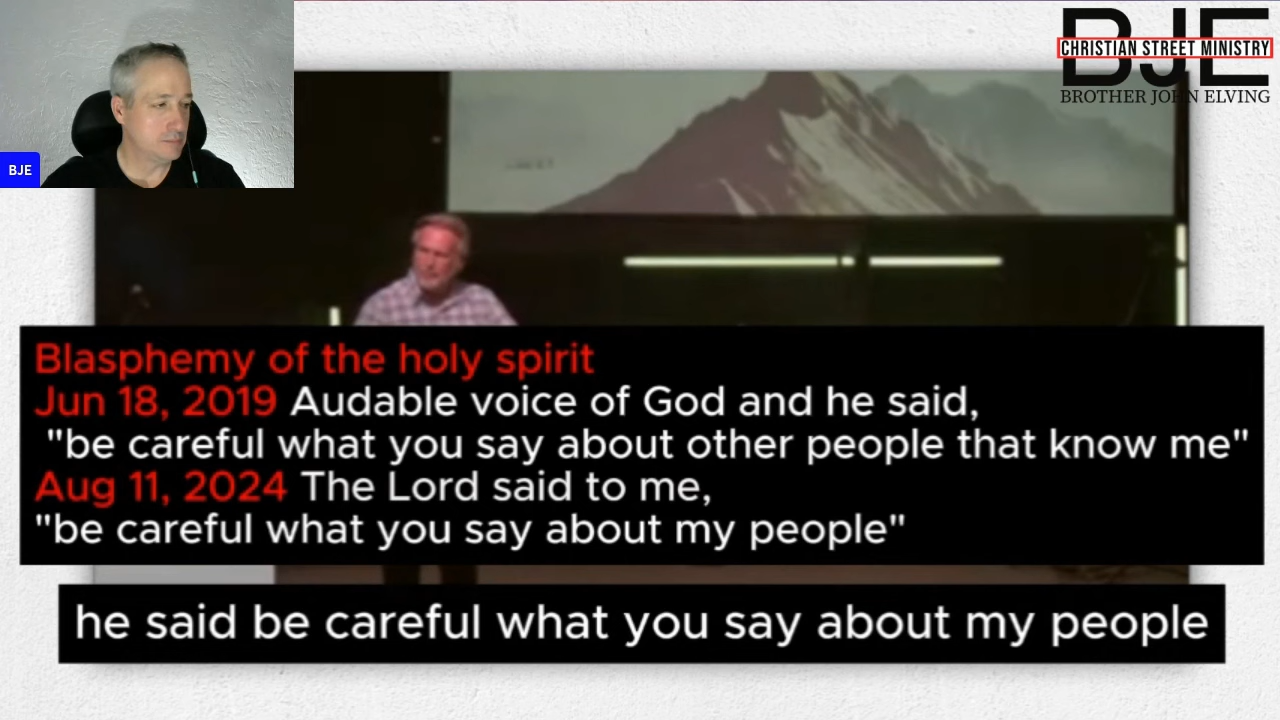 BJE
CHRISTIAN STREET MINISTRY
BROTHER JOHN ELVING
BJE
Blasphemy of the holy spirit
Jun 18, 2019 Audable voice of God and he said,
"be careful what you say about other people that know me"
Aug 11, 2024 The Lord said to me,
"be careful what you say about my people"
he said be careful what you say about my people